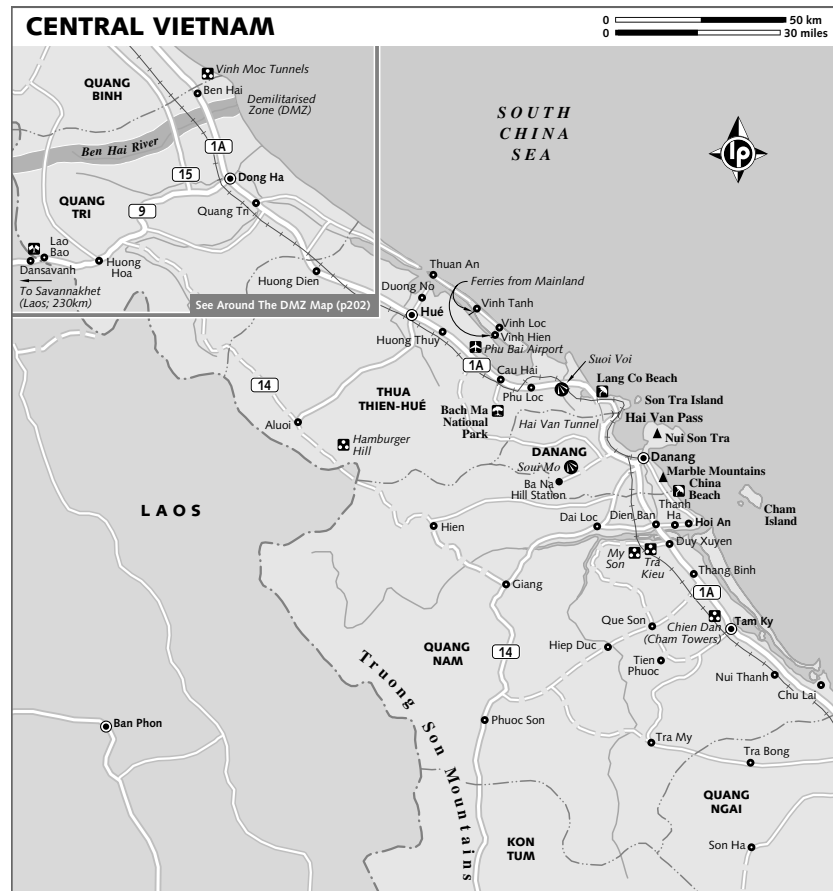 CENTRAL VIETNAM
0 50 km
0 30 miles
Vinh Moc Tunnels
QUANG
BINH
Ben Hai
Demilitarised
Zone (DMZ)
SOUTH
CHINA
SEA
lp
Ben Hai River
1A
15
Dong Ha
QUANG
TRI
9
Quang Tri
Lao
Bao
Dansavanh
Huong
Hoa
To Savannakhet
(Laos; 230km)
Huong Dien
See Around The DMZ Map (p202)
Thuan An
Duong No
Ferries from Mainland
Vinh Tanh
Hué
Vinh Loc
Vinh Hien
Huong Thuy
Phu Bai Airport
1A
Suoi Voi
Cau Hai
Lang Co Beach
14
THUA
THIEN-HUÉ
Phu Loc
Son Tra Island
Bach Ma
National
Park
Hai Van Pass
Hai Van Tunnel
Aluoi
Nui Son Tra
Hamburger
Hill
DANANG
Danang
Soui Mo
Marble Mountains
Ba Na
Hill Station
China
Beach
LAOS
Thanh
Ha
Cham
Island
Hien
Dai Loc
Dien Ban
Hoi An
Duy Xuyen
My
Son
Tra
Kieu
Thang Binh
Giang
1A
Que Son
Chien Dan
(Cham Towers)
Tam Ky
QUANG
NAM
14
Hiep Duc
Tien
Phuoc
Nui Thanh
Chu Lai
Truong Son Mountains
Ban Phon
Phuoc Son
Tra My
Tra Bong
QUANG
NGAI
KON
TUM
Son Ha